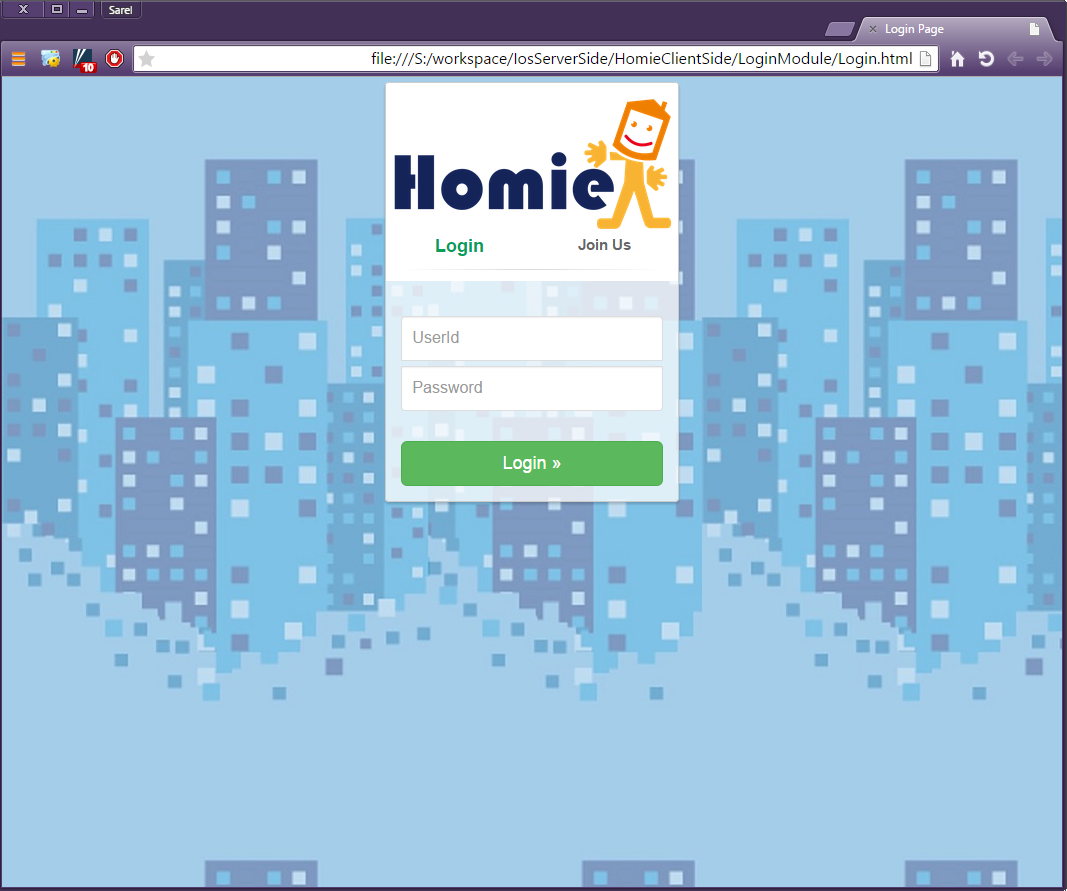 Sarel
Login Page
10
file:///S:/workspace/IosServerSide/HomieClientSide/LoginModule/Login.html
Homie
Login
Join Us
UserId
Password
Login »